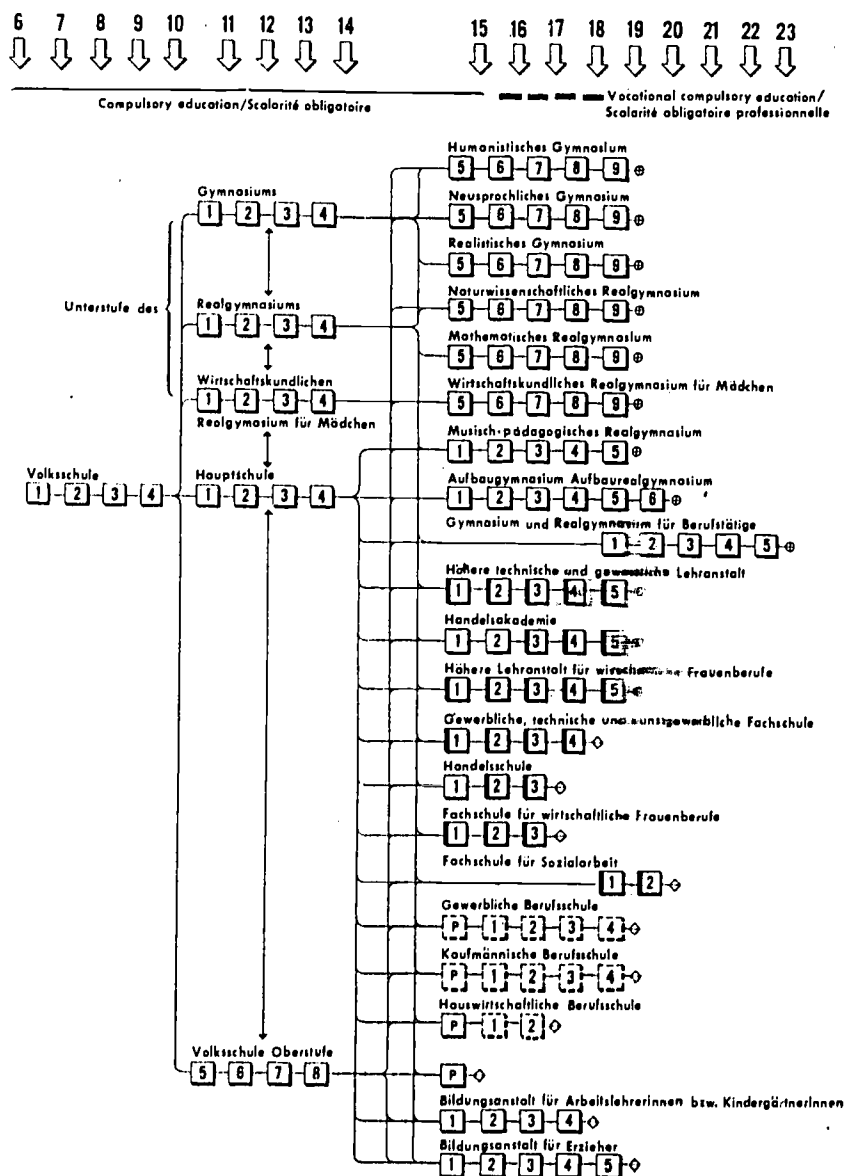 6 7 8 9 10 11 12 13 14 15 16 17 18 19 20 21 22 23
Compulsory education/Scolarité obligatoire
Vocational compulsory education/
Scolarité obligatoire professionnelle
Humanistisches Gymnasium
5 6 7 8 9
Gymnasiums
1 2 3 4
Neusprachliches Gymnasium
5 6 7 8 9
Realistisches Gymnasium
5 6 7 8 9
Unterstufe des
Realgymnasiums
1 2 3 4
Naturwissenschaftliches Realgymnasium
5 6 7 8 9
Mathematisches Realgymnasium
5 6 7 8 9
Wirtschaftskundlichen
1 2 3 4
Realgymasium für Mädchen
Wirtschaftskundliches Realgymnasium für Mädchen
5 6 7 8 9
Musisch-pädagogisches Realgymnasium
1 2 3 4 5
Volksschule
1 2 3 4
Hauptschule
1 2 3 4
Aufbaugymnasium Aufbaurealgymnasium
1 2 3 4 5 6
Gymnasium und Realgymnasium für Berufstätige
1 2 3 4 5
Höhere technische und gewerbliche Lehranstalt
1 2 3 4 5
Handelsakademie
1 2 3 4 5
Höhere Lehranstalt für Frauenberufe
1 2 3 4 5
Gewerbliche, technische und kunstgewerbliche Fachschule
1 2 3 4
Handelsschule
1 2 3
Fachschule für wirtschaftliche Frauenberufe
1 2 3
Fachschule für Sozialarbeit
1 2
Gewerbliche Berufsschule
P 1 2 3 4
Kaufmännische Berufsschule
P 1 2 3 4
Hauswirtschaftliche Berufsschule
P 1 2
Volksschule Oberstufe
5 6 7 8
P
Bildungsanstalt für Arbeitslehrerinnen bzw. Kindergärtnerinnen
1 2 3 4
Bildungsanstalt für Erzieher
1 2 3 4 5